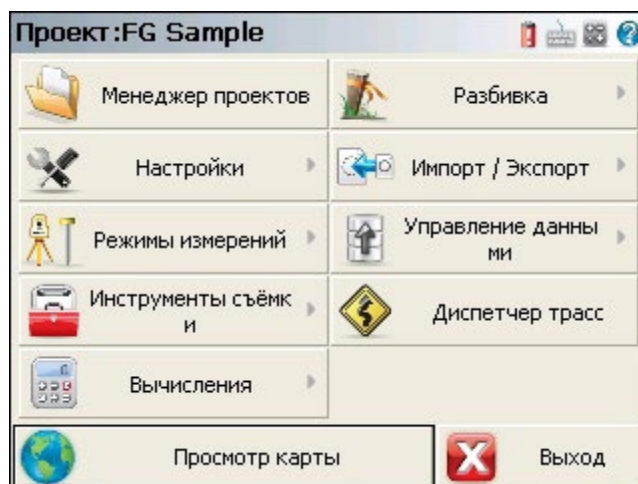 Проект:FG Sample
Менеджер проектов
Разбивка
Настройки
Импорт / Экспорт
Режимы измерений
Управление данны
ми
Инструменты съёмк
и
Диспетчер трасс
Вычисления
Просмотр карты
Выход